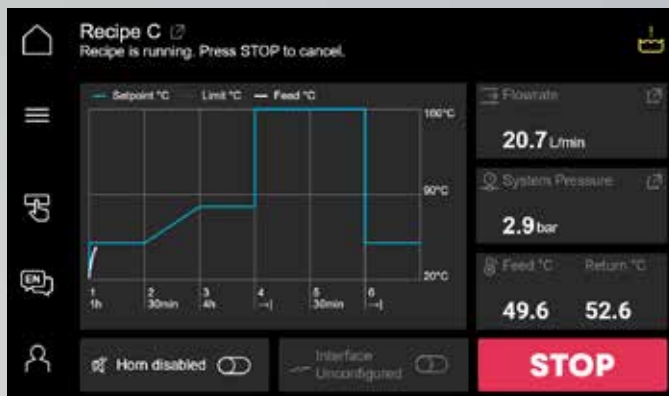 Recipe C
Recipe is running. Press STOP to cancel.
Setpoint °C Limit °C Feed °C
Flowrate
20.7 L/min
System Pressure
2.9 bar
Feed °C Return °C
49.6 52.6
90°C
20°C
1 2 3 4 5 6
1h 30min 4h →| 30min →|
EN
Horn disabled
Interface
Unconfigured
STOP